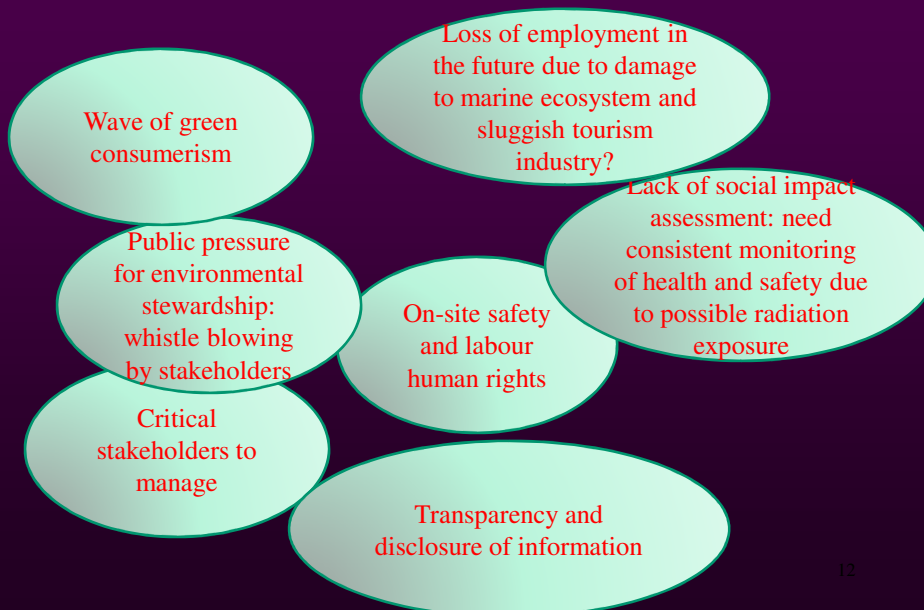 Loss of employment in
the future due to damage
to marine ecosystem and
sluggish tourism
industry?
Wave of green
consumerism
Lack of social impact
assessment: need
consistent monitoring
of health and safety due
to possible radiation
exposure
Public pressure
for environmental
stewardship:
whistle blowing
by stakeholders
On-site safety
and labour
human rights
Critical
stakeholders to
manage
Transparency and
disclosure of information
12